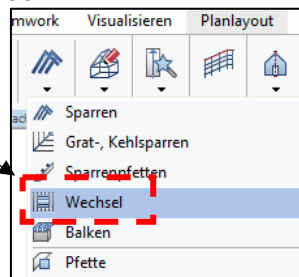 mwork Visualisieren Planlayout
Sparren
Grat-, Kehlsparren
Sparrenpfetten
Wechsel
Balken
Pfette